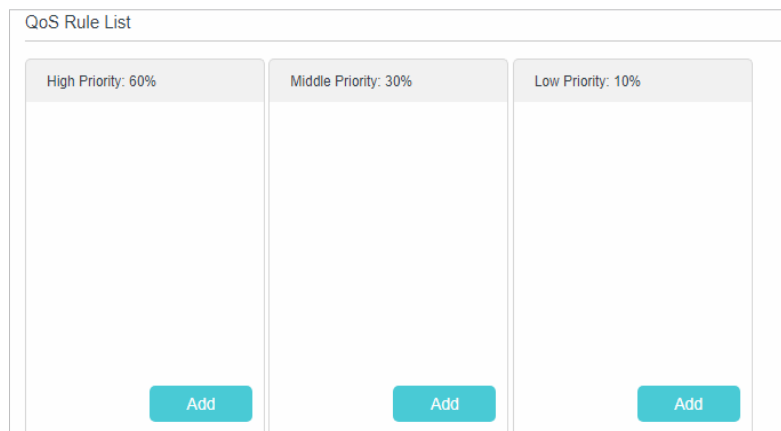 QoS Rule List
High Priority: 60%
Middle Priority: 30%
Low Priority: 10%
Add
Add
Add